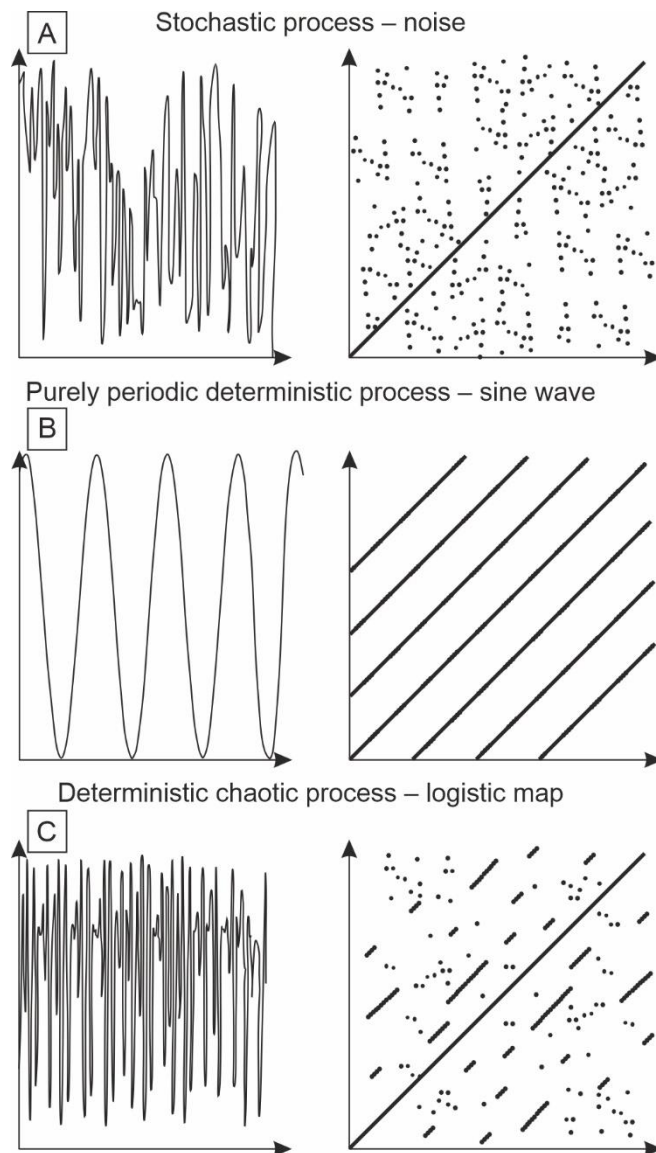 A
Stochastic process – noise
Purely periodic deterministic process – sine wave
B
Deterministic chaotic process – logistic map
C